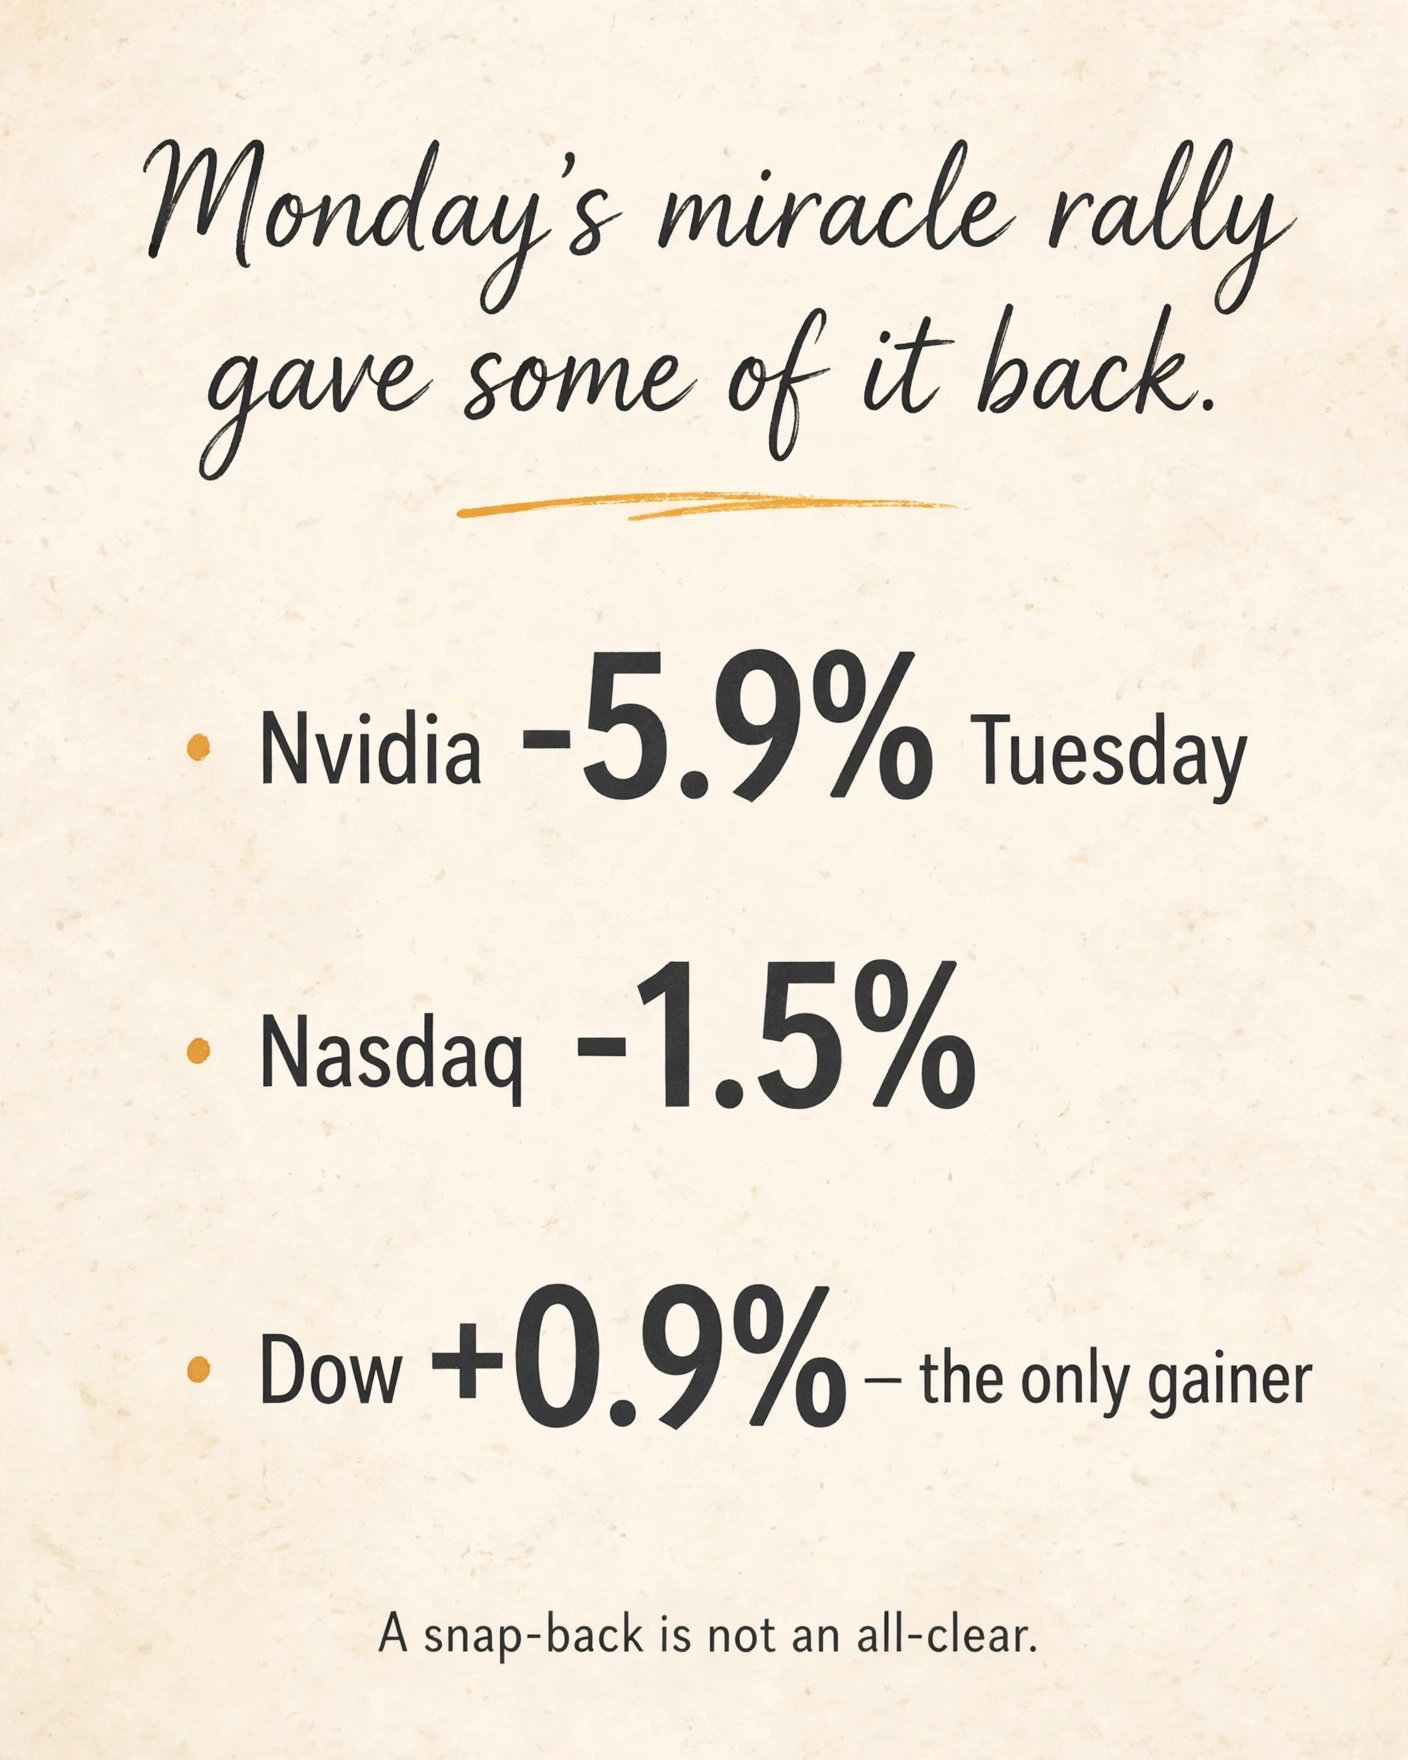 Monday’s miracle rally
gave some of it back.
• Nvidia -5.9% Tuesday
• Nasdaq -1.5%
• Dow +0.9% – the only gainer
A snap-back is not an all-clear.